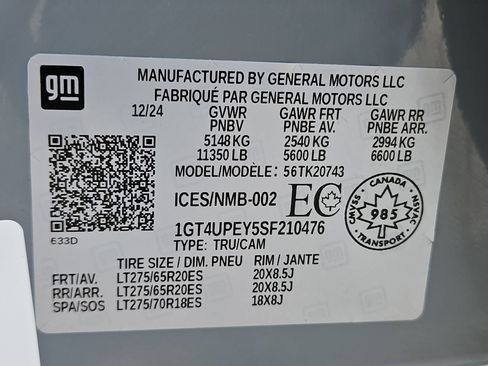 gm
MANUFACTURED BY GENERAL MOTORS LLC
FABRIQUÉ PAR GENERAL MOTORS LLC
12/24 GVWR GAWR FRT GAWR RR
PNBV PNBE AV. PNBE ARR.
5148 KG 2540 KG 2994 KG
11350 LB 5600 LB 6600 LB
MODEL/MODÈLE: 56TK20743
ICES/NMB-002 EC
CMVSS NSVAC
985
CANADA
TRANSPORT
1GT4UPEY5SF210476
633D
TYPE: TRU/CAM
TIRE SIZE / DIM. PNEU RIM / JANTE
FRT/AV. LT275/65R20ES 20X8.5J
RR/ARR. LT275/65R20ES 20X8.5J
SPA/SOS LT275/70R18ES 18X8J